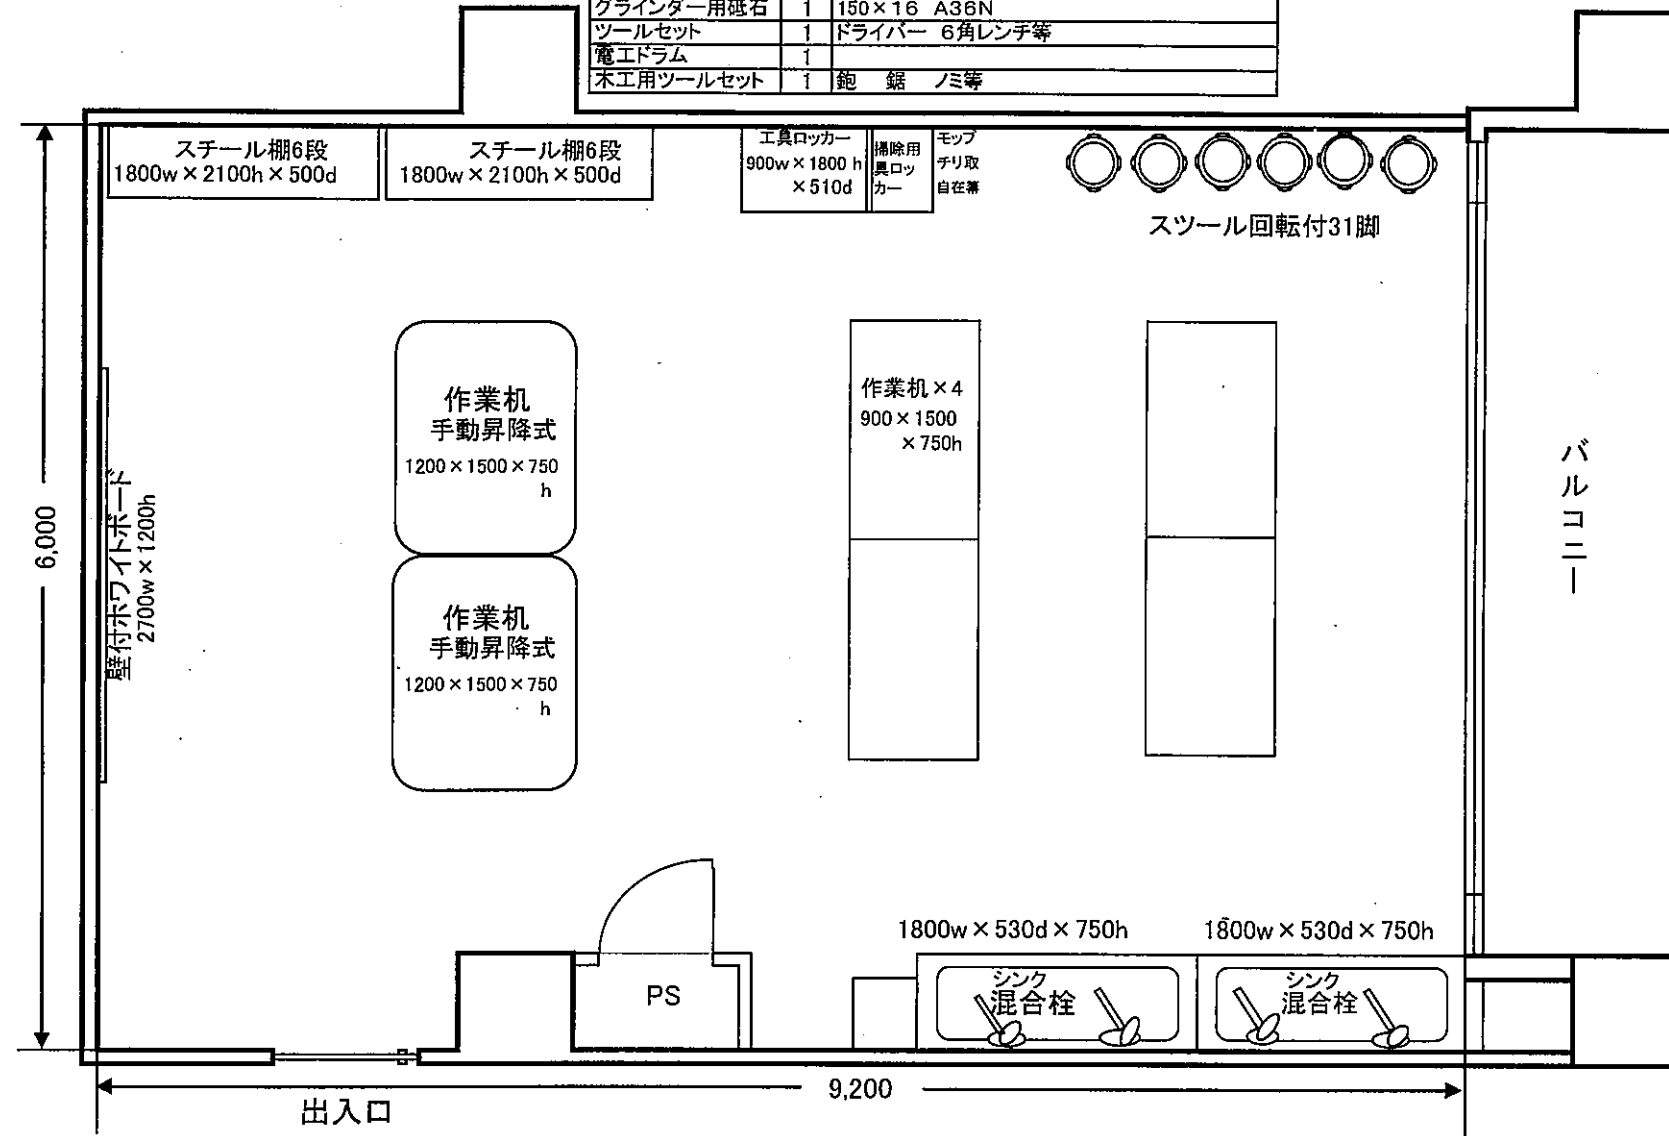 グラインダー用砥石 1 150×16 A36N
ツールセット 1 ドライバー 6角レンチ等
電工ドラム 1
木工用ツールセット 1 鉋 鋸 ノミ等
スチール棚6段
1800w×2100h×500d
スチール棚6段
1800w×2100h×500d
工具ロッカー
900w×1800h
×510d
掃除用
具ロッ
カー
モップ
チリ取
自在箒
スツール回転付31脚
作業机
手動昇降式
1200×1500×750
h
作業机×4
900×1500
×750h
バルコニー
6,000
壁付ホワイトボード
2700w×1200h
作業机
手動昇降式
1200×1500×750
h
1800w×530d×750h
1800w×530d×750h
PS
シンク
混合栓
シンク
混合栓
9,200
出入口